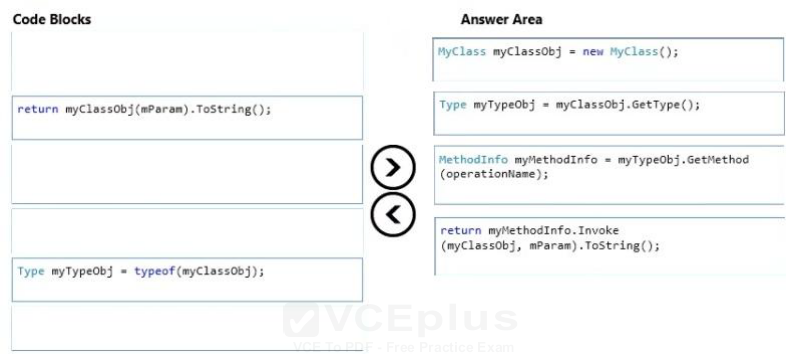 Code Blocks
Answer Area
return myClassObj(mParam).ToString();
Type myTypeObj = typeof(myClassObj);
MyClass myClassObj = new MyClass();
Type myTypeObj = myClassObj.GetType();
MethodInfo myMethodInfo = myTypeObj.GetMethod
(operationName);
return myMethodInfo.Invoke
(myClassObj, mParam).ToString();
VCEplus
VCE To PDF - Free Practice Exam